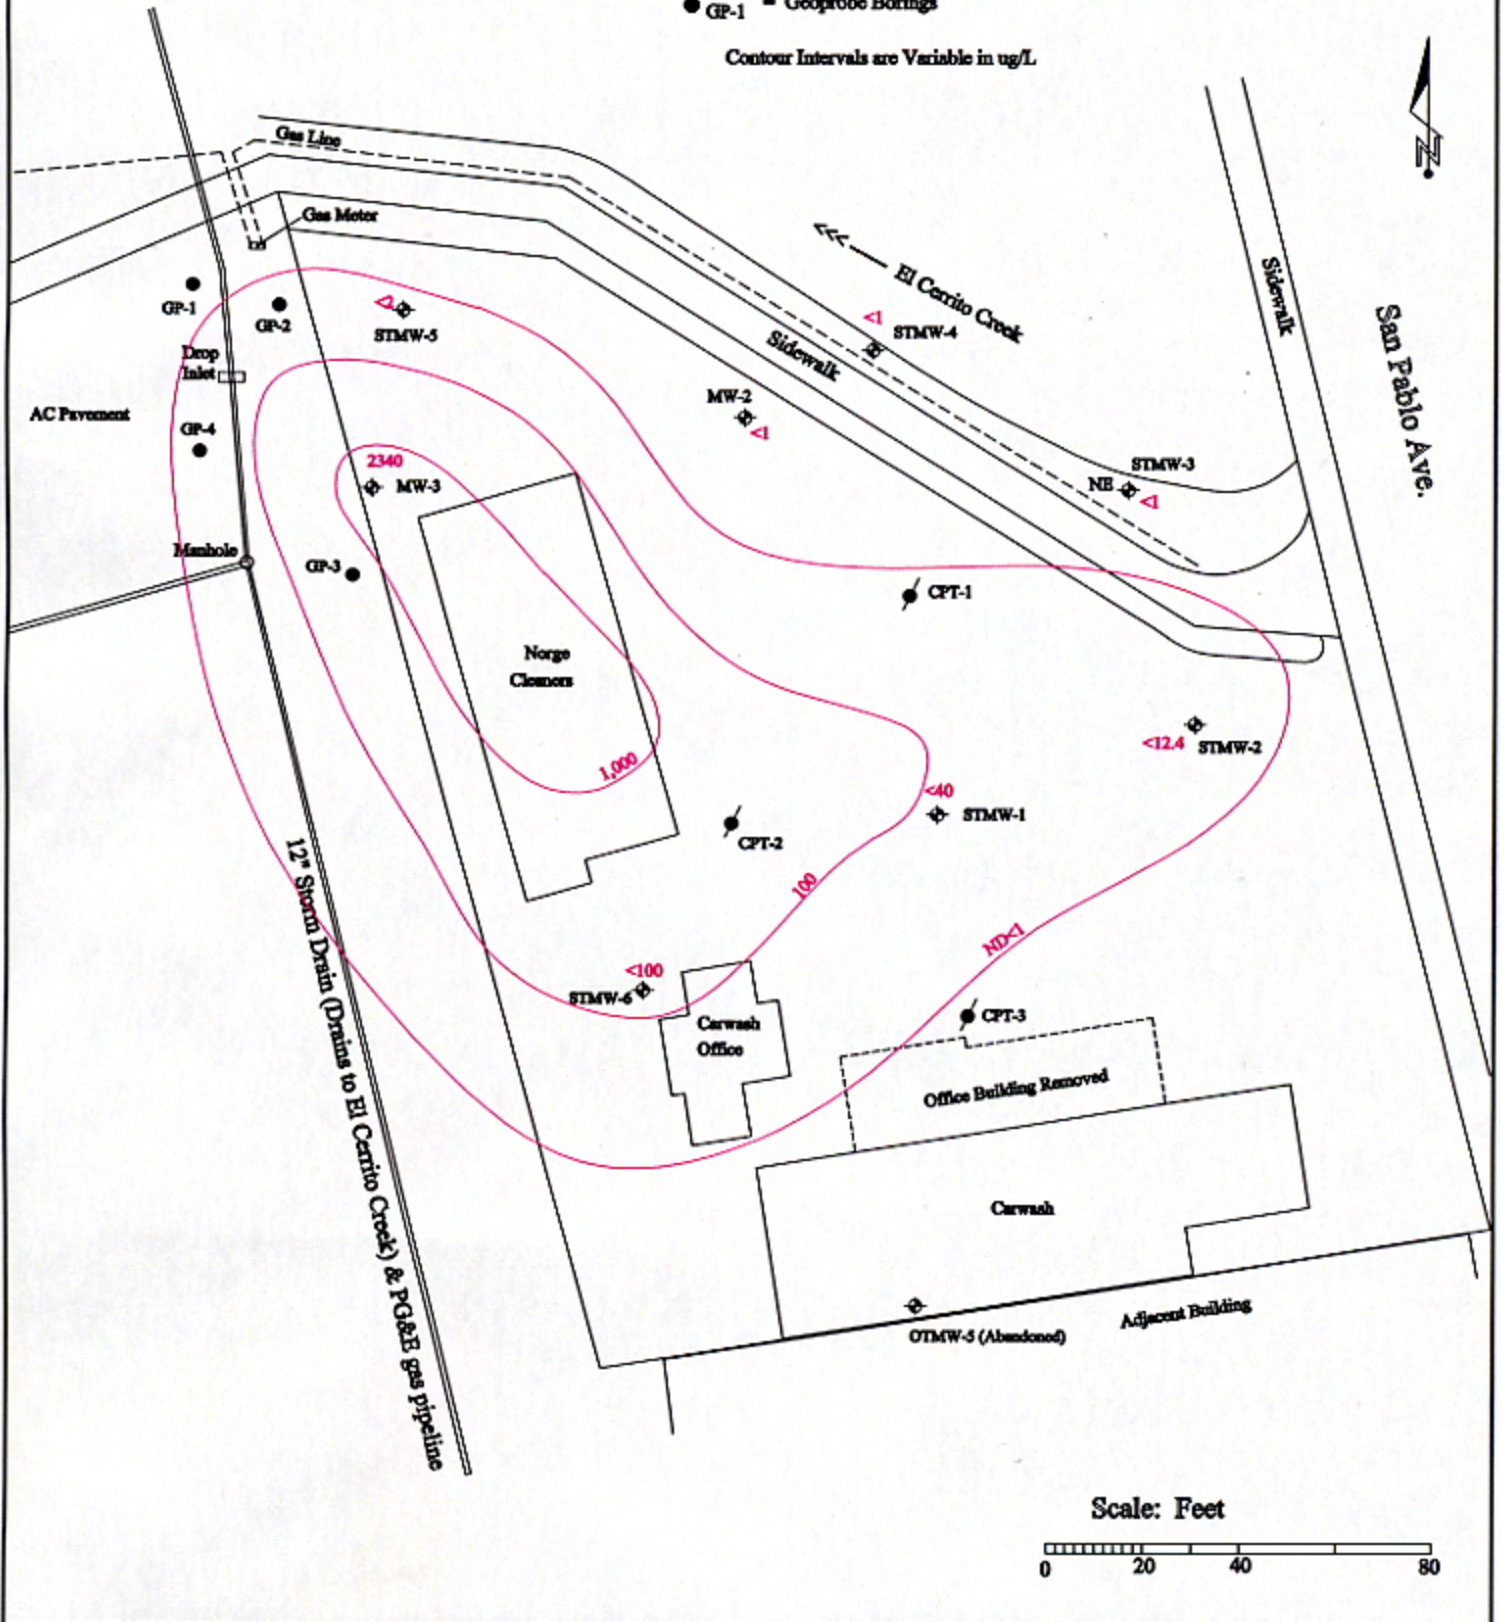 GP-1 = Geoprobe Borings
Contour Intervals are Variable in ug/L
Gas Line
Gas Meter
El Cerrito Creek
Sidewalk
San Pablo Ave.
GP-1
GP-2
STMW-5
<1
STMW-4
Sidewalk
Drop
Inlet
AC Pavement
GP-4
MW-2
<1
2340
MW-3
STMW-3
NE
<1
Manhole
GP-3
CPT-1
Norge
Cleaners
<12.4
STMW-2
1,000
<40
STMW-1
CPT-2
100
12" Storm Drain (Drains to El Cerrito Creek) & PG&E gas pipeline
ND<1
<100
STMW-6
Carwash
Office
CPT-3
Office Building Removed
Carwash
Adjacent Building
OTMW-5 (Abandoned)
Scale: Feet
0 20 40 80